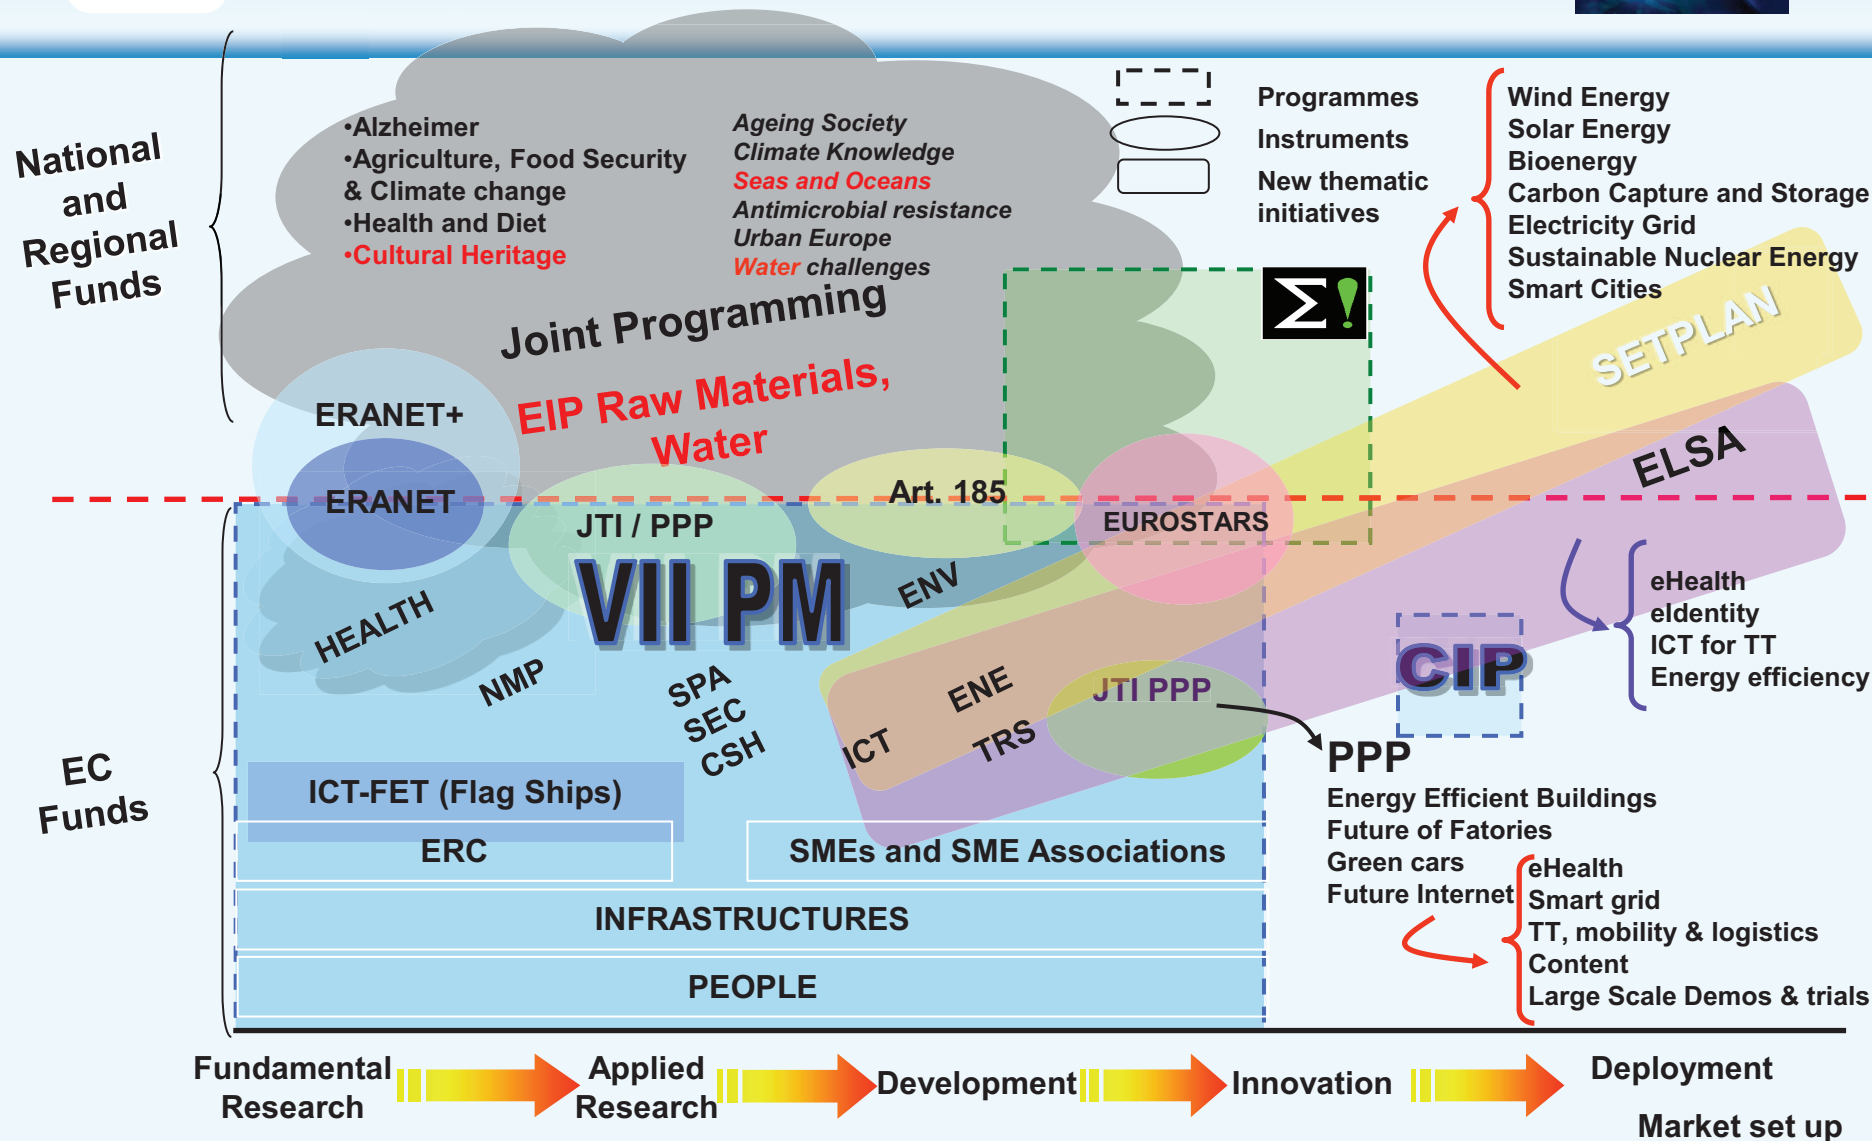 National
and
Regional
Funds
•Alzheimer
•Agriculture, Food Security
& Climate change
•Health and Diet
•Cultural Heritage
Ageing Society
Climate Knowledge
Seas and Oceans
Antimicrobial resistance
Urban Europe
Water challenges
Programmes
Instruments
New thematic
initiatives
Wind Energy
Solar Energy
Bioenergy
Carbon Capture and Storage
Electricity Grid
Sustainable Nuclear Energy
Smart Cities
Joint Programming
EIP Raw Materials,
Water
Σ!
SETPLAN
ELSA
ERANET+
ERANET
JTI / PPP
Art. 185
EUROSTARS
VII PM
HEALTH
NMP
SPA
SEC
CSH
ENV
ENE
ICT
TRS
JTI PPP
CIP
eHealth
eIdentity
ICT for TT
Energy efficiency
EC
Funds
PPP
Energy Efficient Buildings
Future of Fatories
Green cars
Future Internet
eHealth
Smart grid
TT, mobility & logistics
Content
Large Scale Demos & trials
ICT-FET (Flag Ships)
ERC
SMEs and SME Associations
INFRASTRUCTURES
PEOPLE
Fundamental
Research
Applied
Research
Development
Innovation
Deployment
Market set up